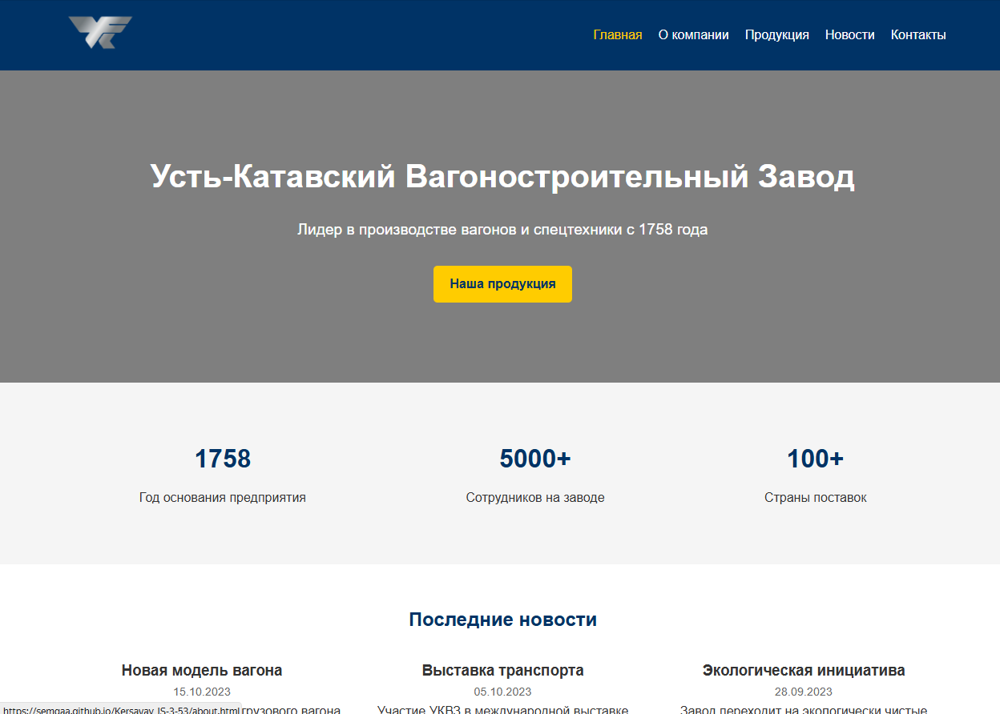 Главная О компании Продукция Новости Контакты
Усть-Катавский Вагоностроительный Завод
Лидер в производстве вагонов и спецтехники с 1758 года
Наша продукция
1758 5000+ 100+
Год основания предприятия Сотрудников на заводе Страны поставок
Последние новости
Новая модель вагона Выставка транспорта Экологическая инициатива
15.10.2023 05.10.2023 28.09.2023
грузового вагона Участие УКВЗ в международной выставке Завод переходит на экологически чистые
https://semgaa.github.io/Kersavav_IS-3-53/about.html